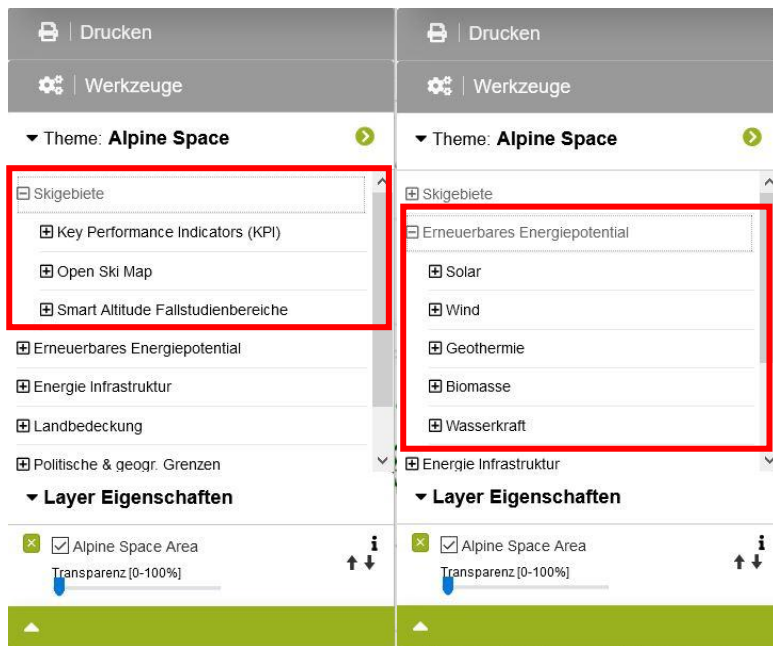 Drucken
Werkzeuge
Theme: Alpine Space
Skigebiete
Key Performance Indicators (KPI)
Open Ski Map
Smart Altitude Fallstudienbereiche
Erneuerbares Energiepotential
Energie Infrastruktur
Landbedeckung
Politische & geogr. Grenzen
Layer Eigenschaften
Alpine Space Area
Transparenz [0-100%]
Drucken
Werkzeuge
Theme: Alpine Space
Skigebiete
Erneuerbares Energiepotential
Solar
Wind
Geothermie
Biomasse
Wasserkraft
Energie Infrastruktur
Layer Eigenschaften
Alpine Space Area
Transparenz [0-100%]